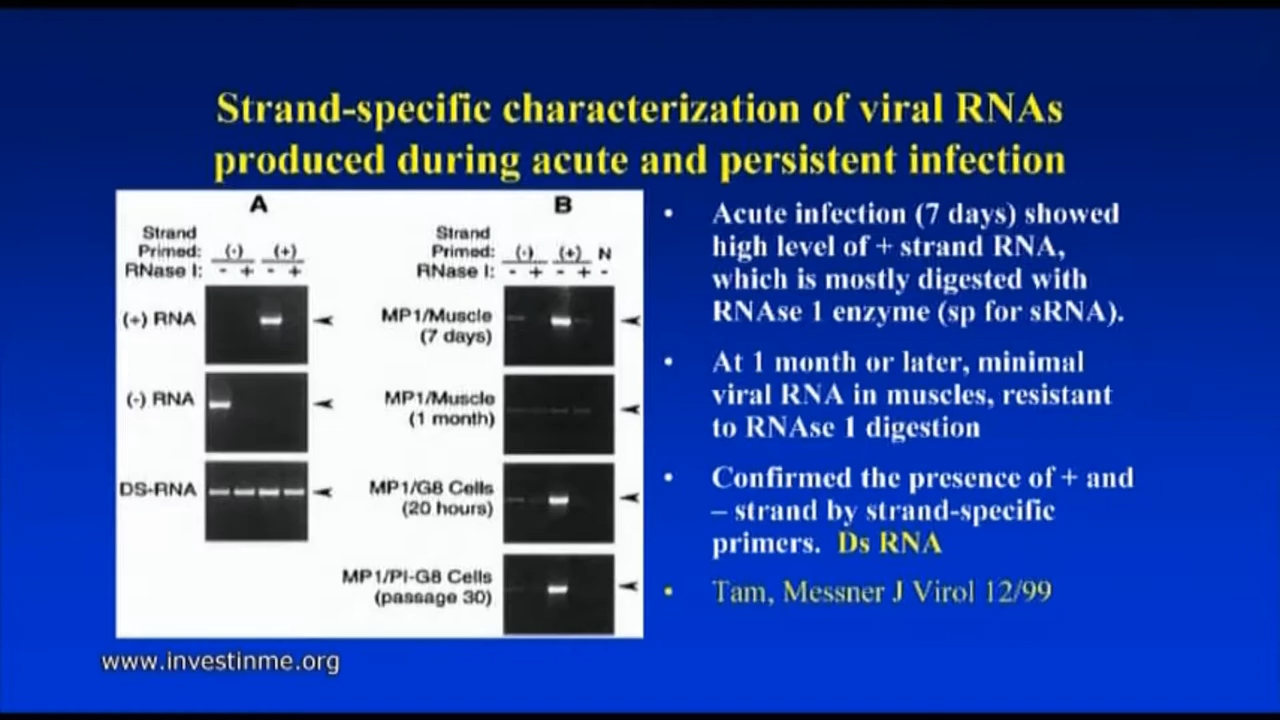 Strand-specific characterization of viral RNAs
produced during acute and persistent infection
A
Strand
Primed: (-) (+)
RNase I: - + - +
(+) RNA
(-) RNA
DS-RNA
B
Strand
Primed: (-) (+) N
RNase I: - + - + -
MP1/Muscle
(7 days)
MP1/Muscle
(1 month)
MP1/G8 Cells
(20 hours)
MP1/PI-G8 Cells
(passage 30)
• Acute infection (7 days) showed
high level of + strand RNA,
which is mostly digested with
RNAse 1 enzyme (sp for sRNA).
• At 1 month or later, minimal
viral RNA in muscles, resistant
to RNAse 1 digestion
• Confirmed the presence of + and
– strand by strand-specific
primers. Ds RNA
• Tam, Messner J Virol 12/99
www.investinme.org